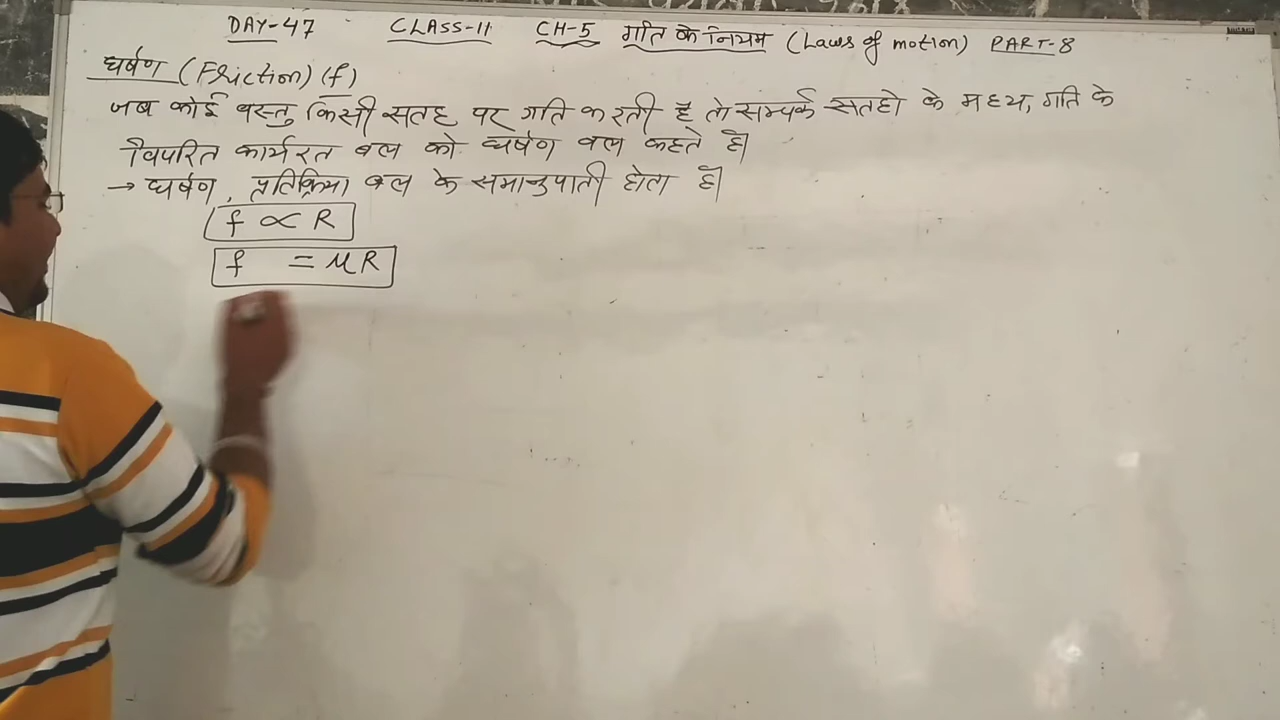 DAY-47 CLASS-11 CH-5 गति के नियम (Laws of motion) PART-8
घर्षण (Friction) (f)
जब कोई वस्तु किसी सतह पर गति करती है तो सम्पर्क सतहो के मध्य, गति के
विपरित कार्यरत बल को घर्षण बल कहते है।
→ घर्षण, प्रतिक्रिया बल के समानुपाती होता है।
f ∝ R
f = μR